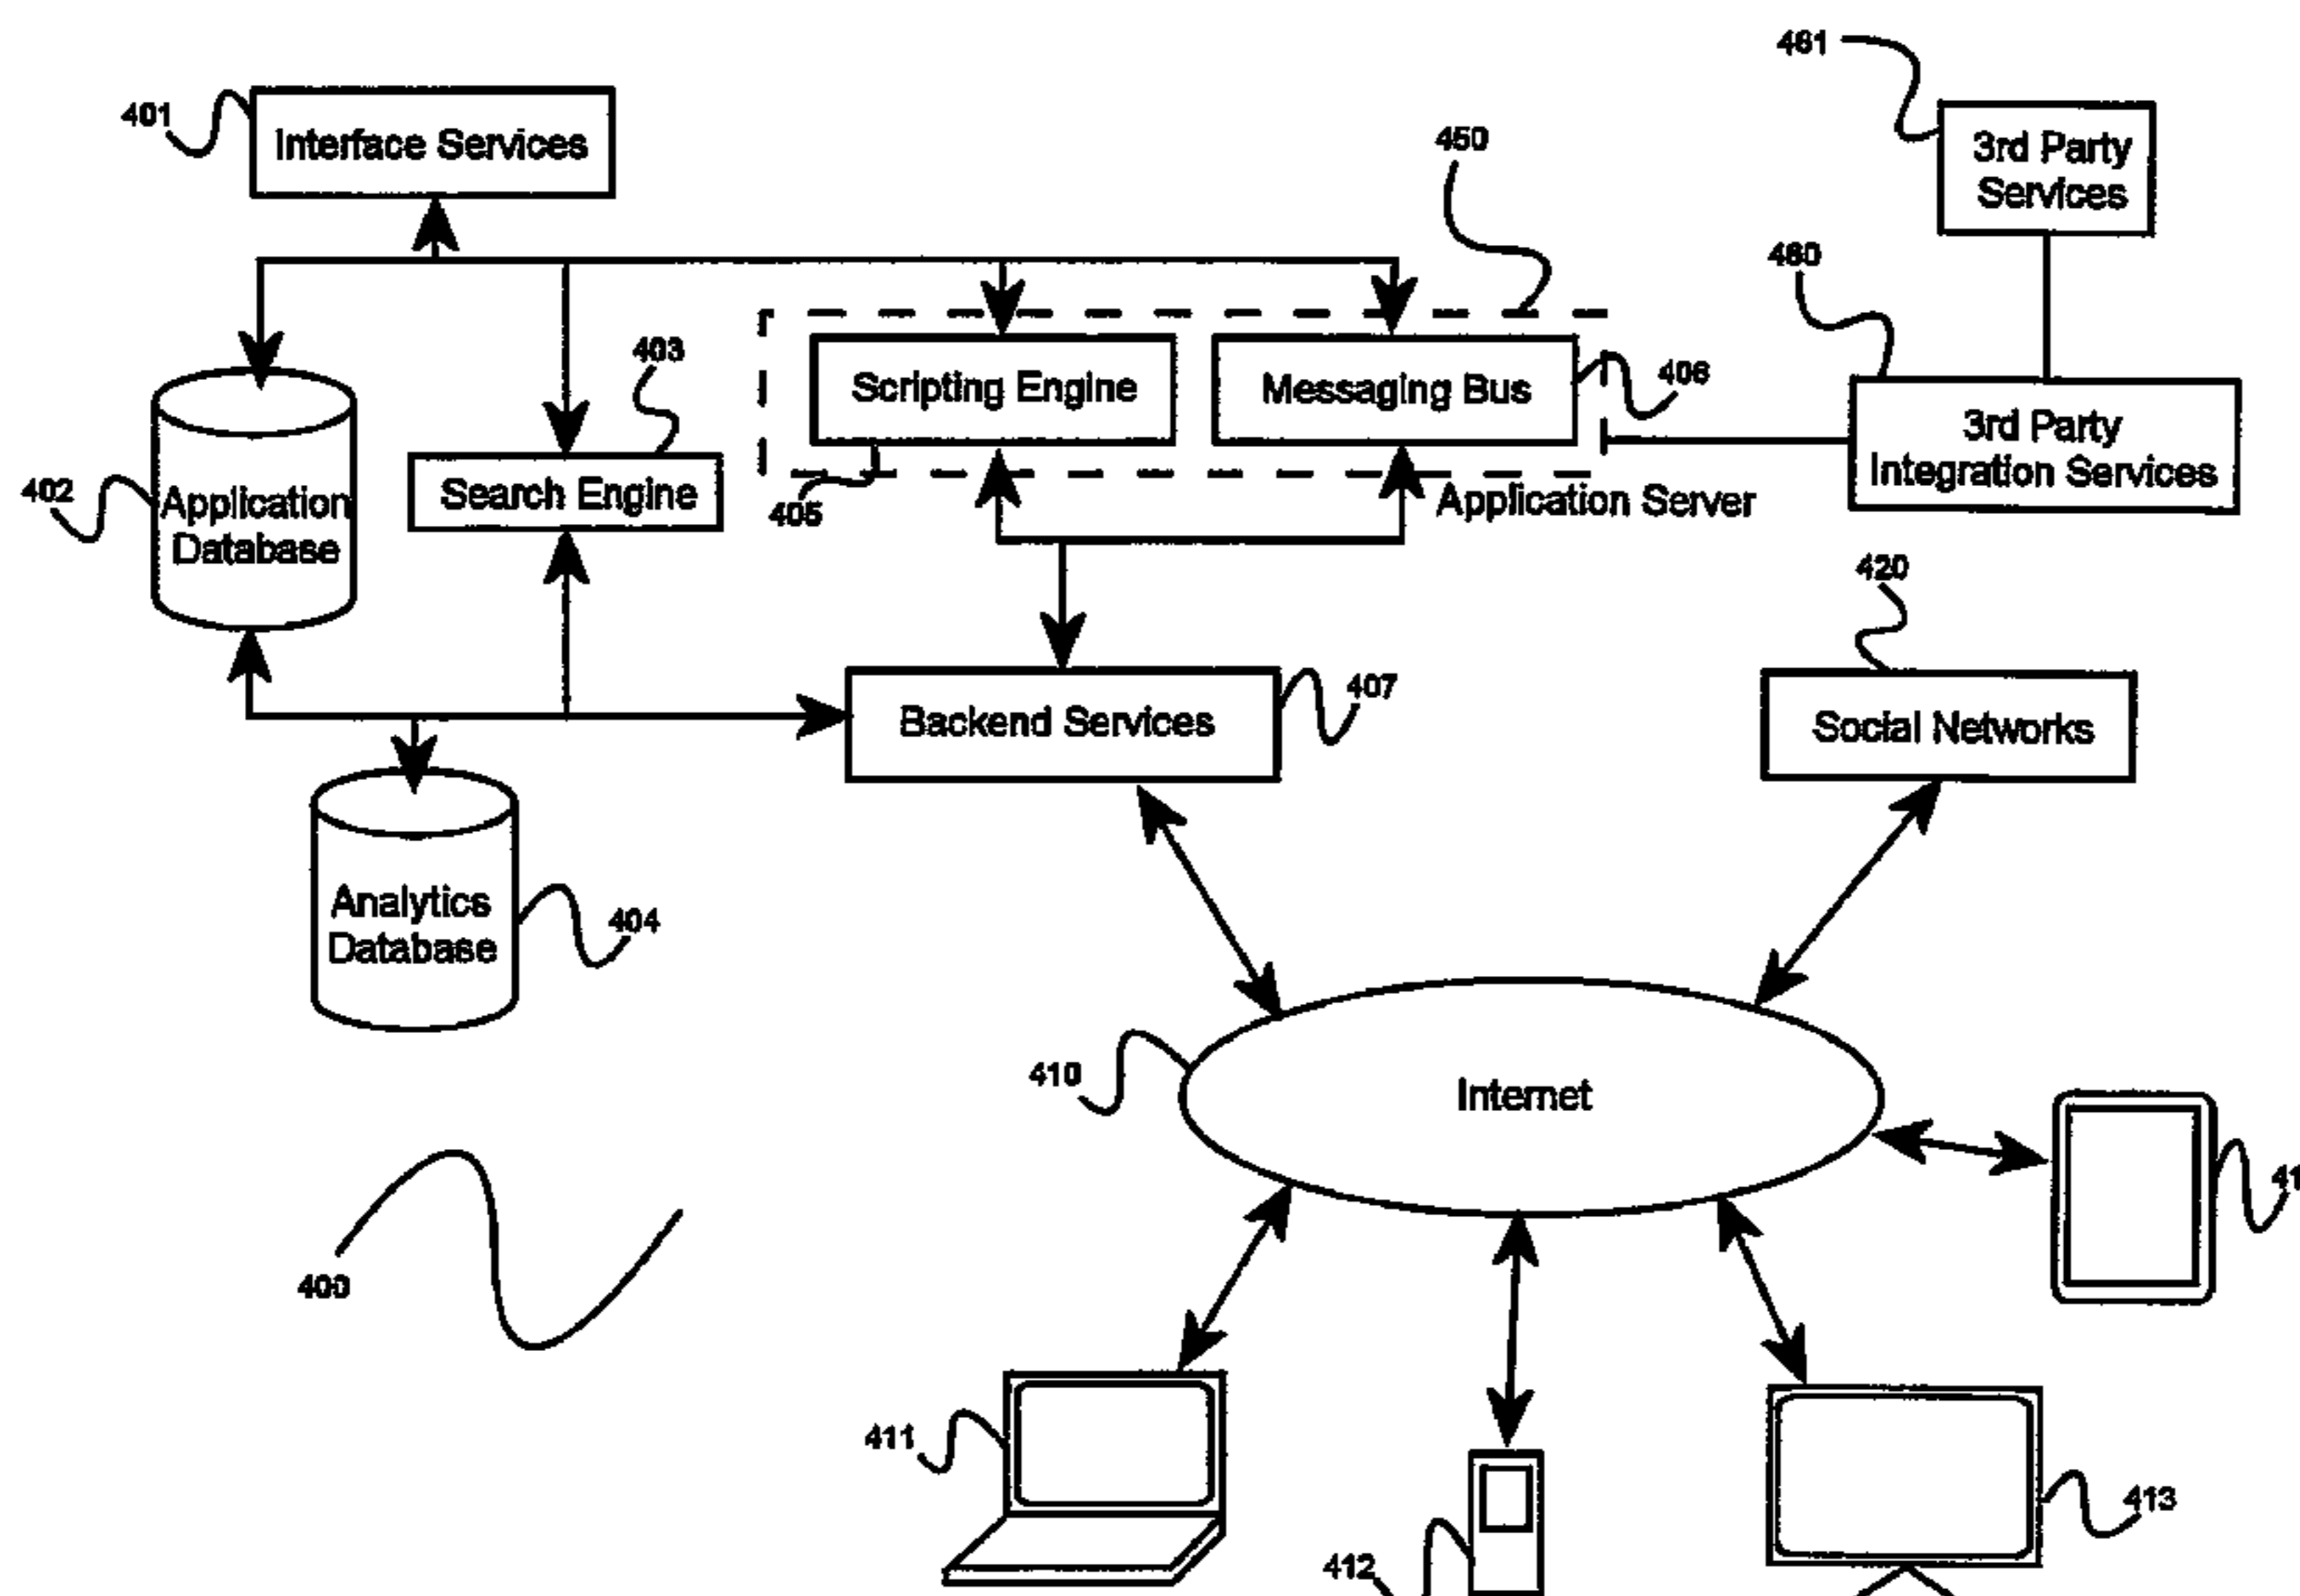 461
401
Interface Services
450
3rd Party
Services
460
403
Scripting Engine
Messaging Bus
406
3rd Party
Integration Services
402
Application
Database
Search Engine
405
Application Server
420
407
Backend Services
Social Networks
Analytics
Database
404
410
Internet
41
400
411
413
412